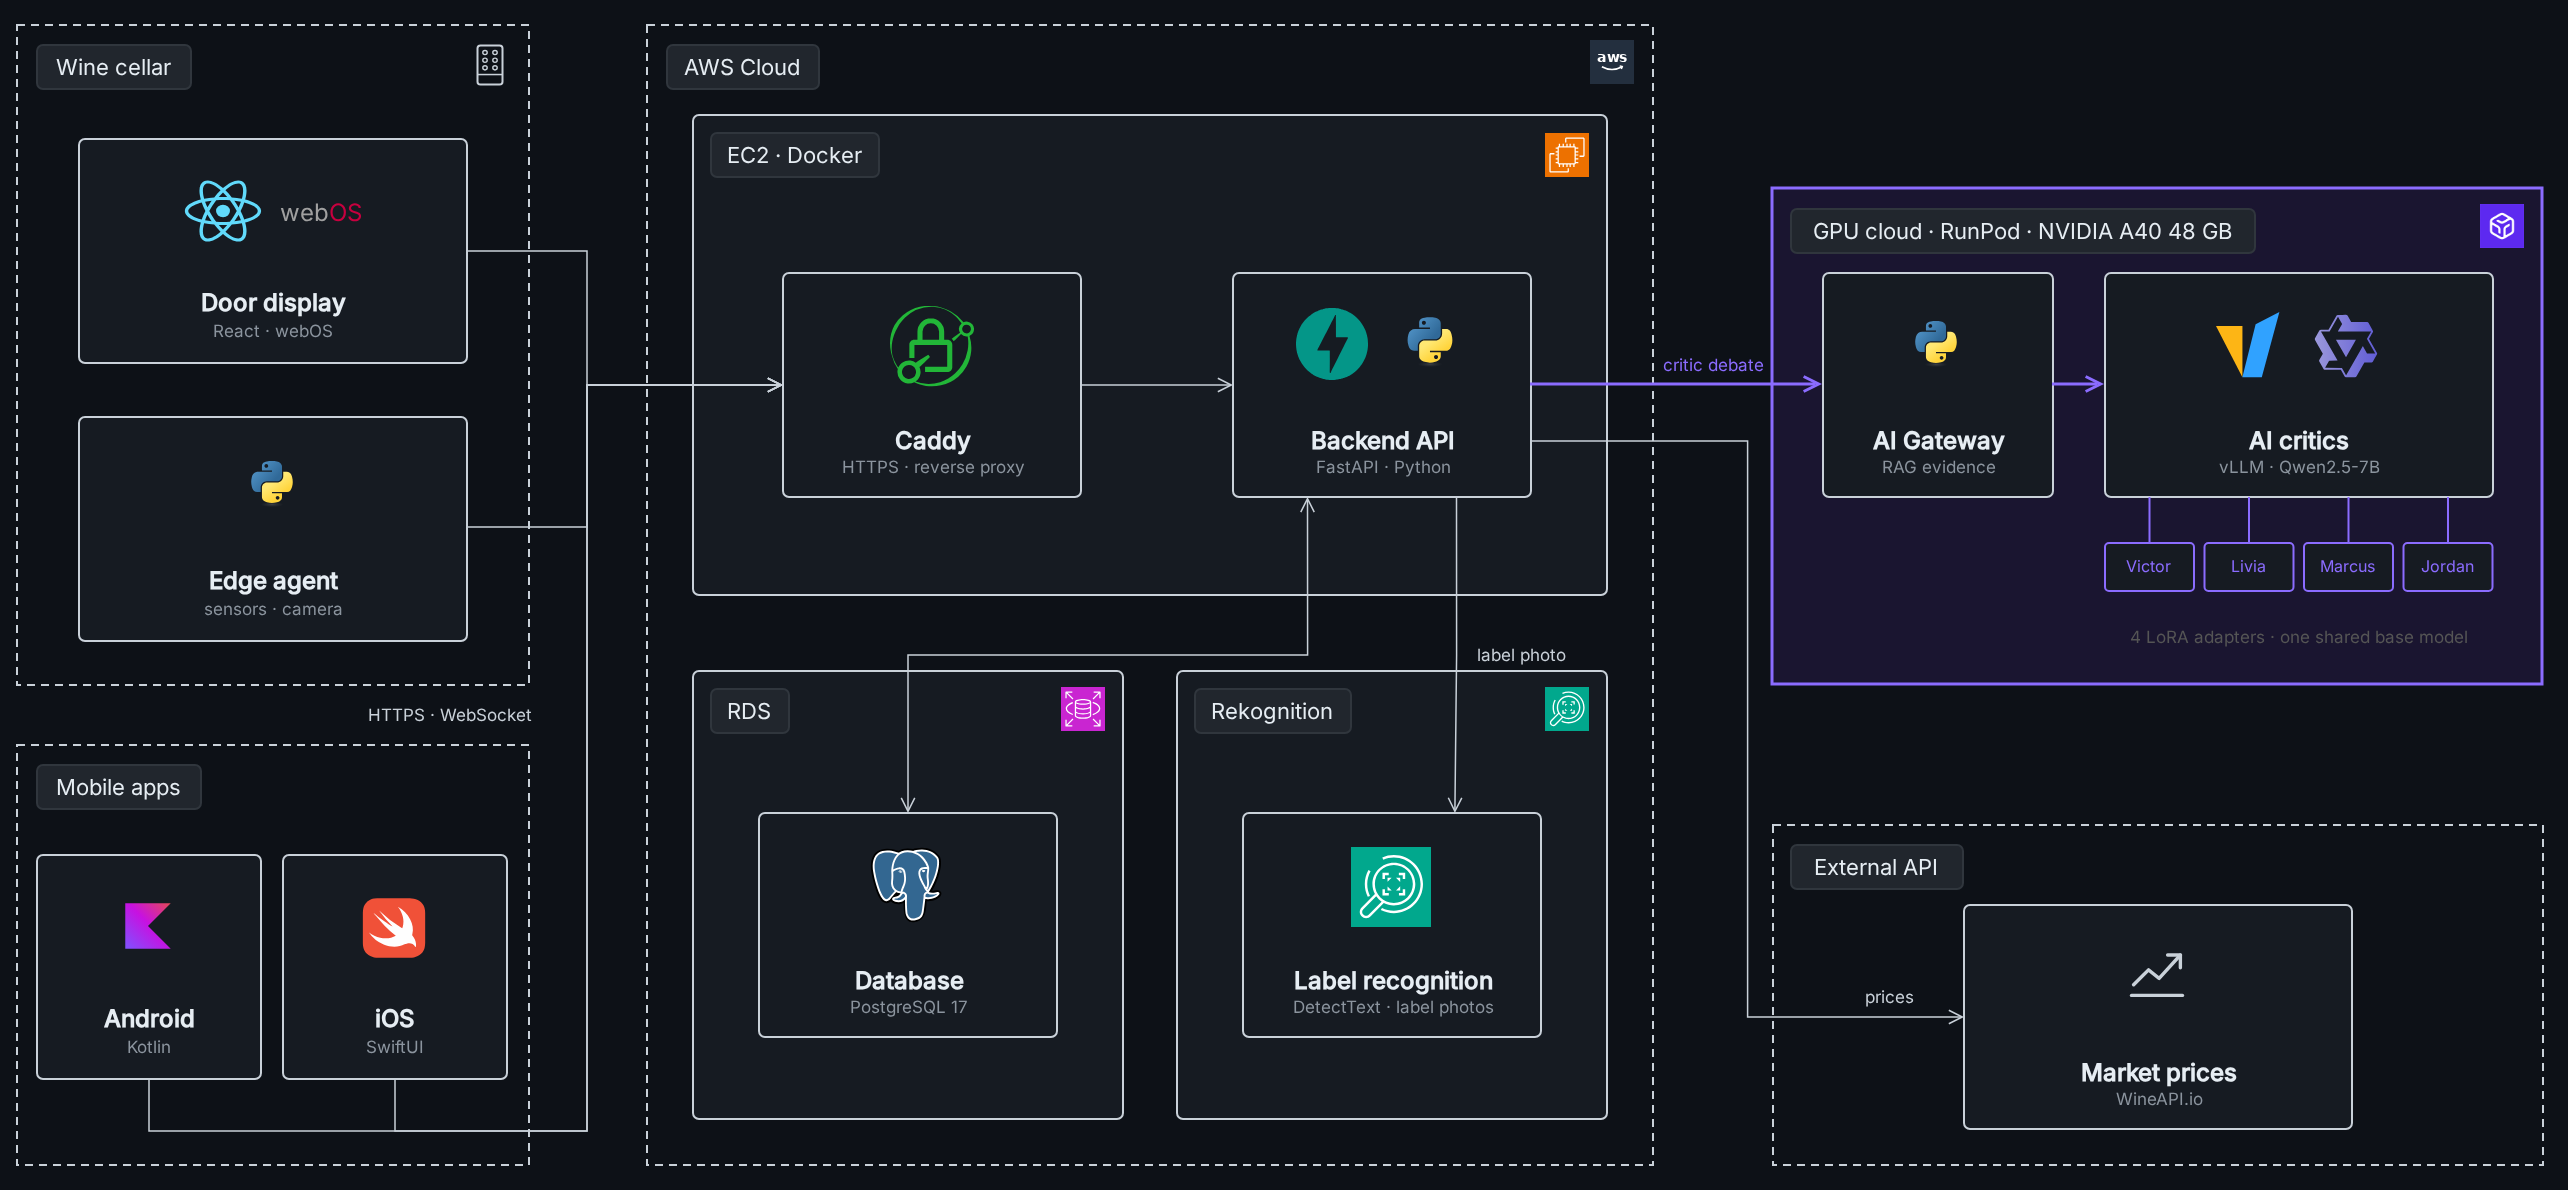 Wine cellar
webOS
Door display
React · webOS
Edge agent
sensors · camera
HTTPS · WebSocket
Mobile apps
Android
Kotlin
iOS
SwiftUI
AWS Cloud
aws
EC2 · Docker
Caddy
HTTPS · reverse proxy
Backend API
FastAPI · Python
label photo
RDS
Database
PostgreSQL 17
Rekognition
Label recognition
DetectText · label photos
critic debate
GPU cloud · RunPod · NVIDIA A40 48 GB
AI Gateway
RAG evidence
AI critics
vLLM · Qwen2.5-7B
Victor
Livia
Marcus
Jordan
4 LoRA adapters · one shared base model
External API
prices
Market prices
WineAPI.io